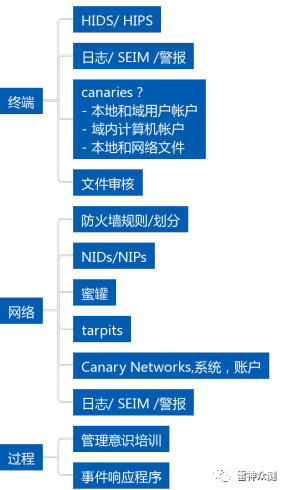 终端
HIDS/ HIPS
日志/ SEIM /警报
canaries？
- 本地和域用户帐户
- 域内计算机帐户
- 本地和网络文件
文件审核
网络
防火墙规则/划分
NIDs/NIPs
蜜罐
tarpits
Canary Networks,系统，账户
日志/ SEIM /警报
过程
管理意识培训
事件响应程序
雷神众测